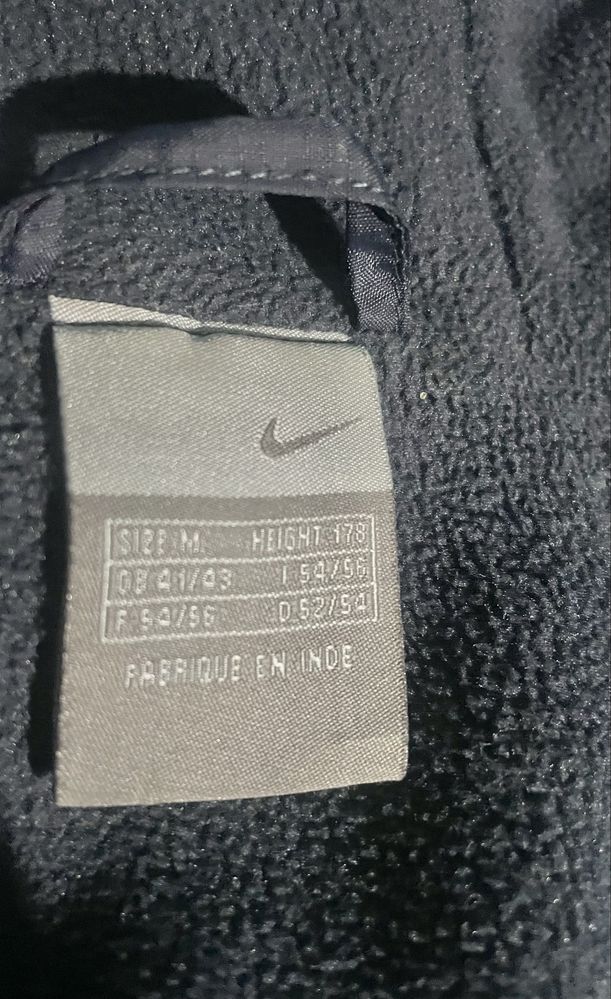 SIZE:M HEIGHT:178
GB 41/43 I 54/56
F 54/56 D 52/54
FABRIQUE EN INDE